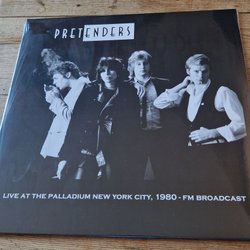 PRETENDERS
LIVE AT THE PALLADIUM NEW YORK CITY, 1980 - FM BROADCAST